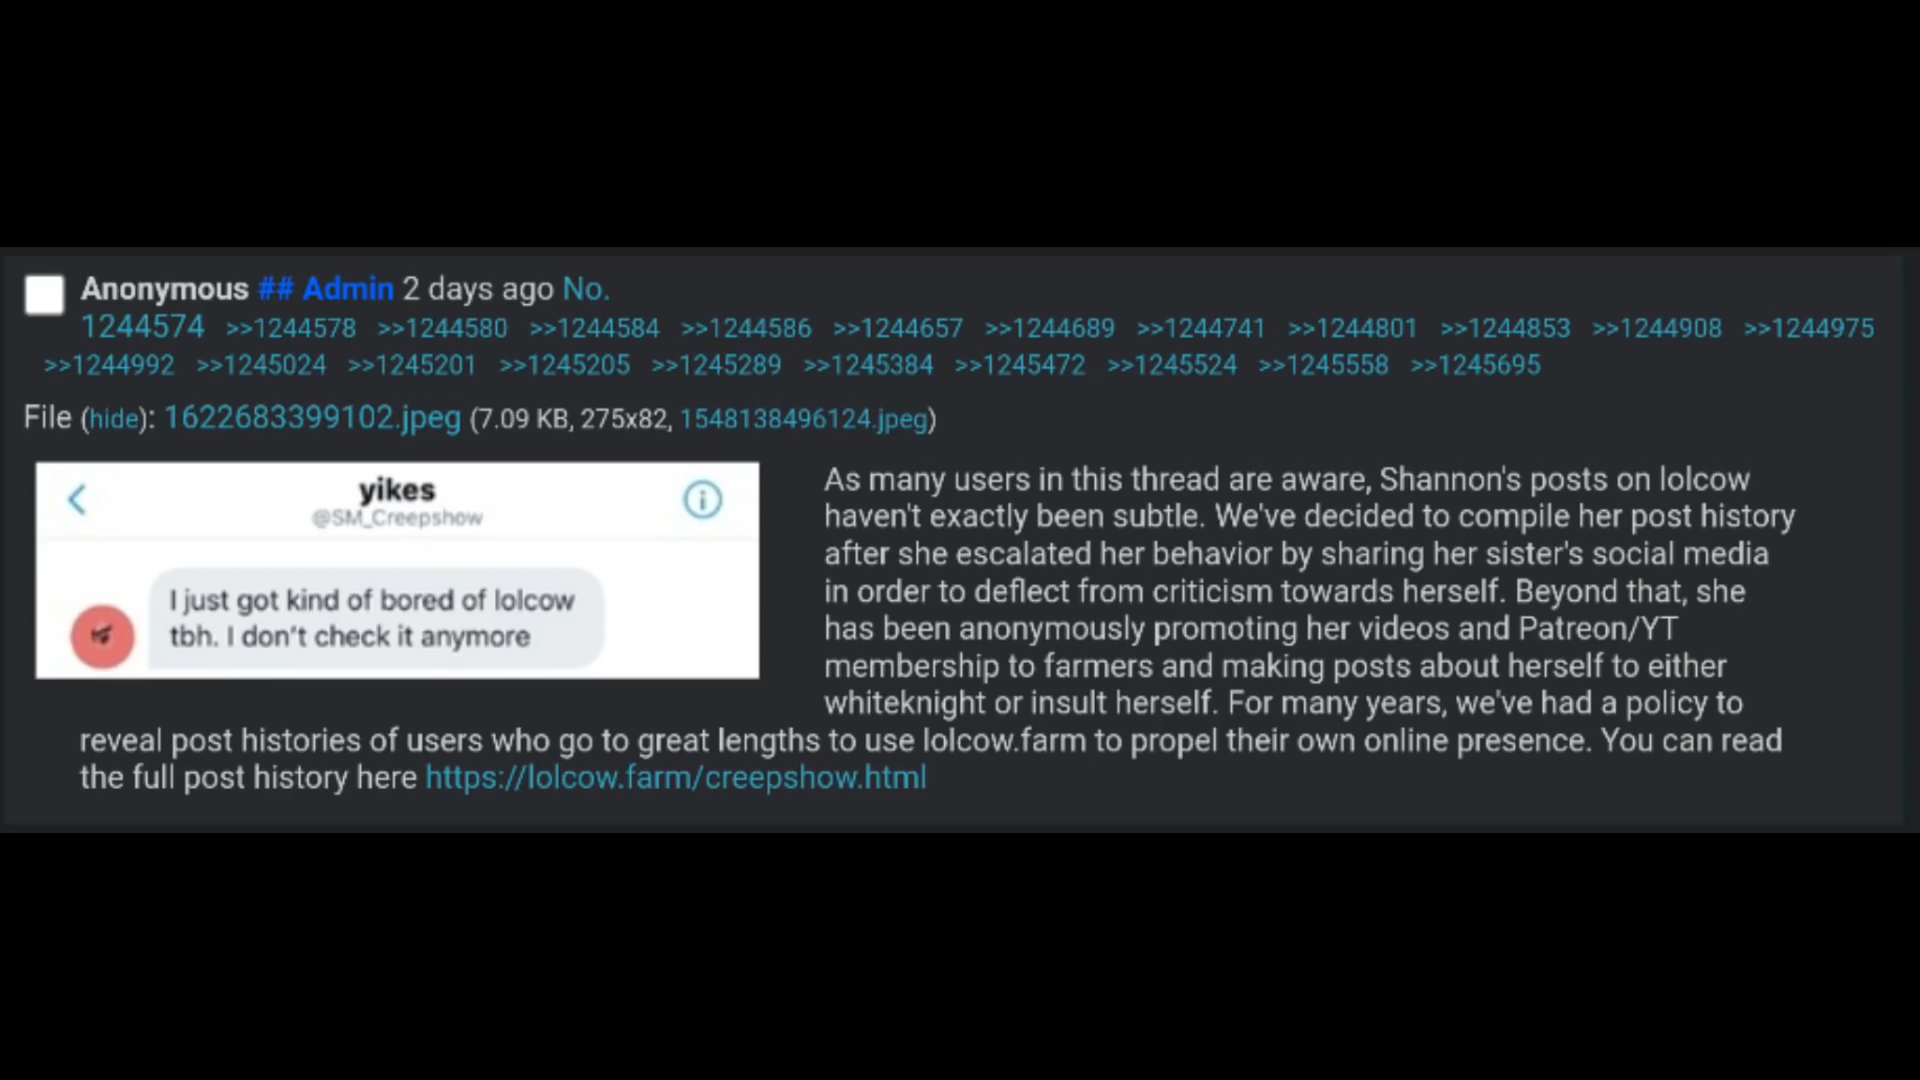 Anonymous ## Admin 2 days ago No.
1244574 >>1244578 >>1244580 >>1244584 >>1244586 >>1244657 >>1244689 >>1244741 >>1244801 >>1244853 >>1244908 >>1244975
>>1244992 >>1245024 >>1245201 >>1245205 >>1245289 >>1245384 >>1245472 >>1245524 >>1245558 >>1245695
File (hide): 1622683399102.jpeg (7.09 KB, 275x82, 1548138496124.jpeg)
yikes
@SM_Creepshow
I just got kind of bored of lolcow
tbh. I don't check it anymore
As many users in this thread are aware, Shannon's posts on lolcow
haven't exactly been subtle. We've decided to compile her post history
after she escalated her behavior by sharing her sister's social media
in order to deflect from criticism towards herself. Beyond that, she
has been anonymously promoting her videos and Patreon/YT
membership to farmers and making posts about herself to either
whiteknight or insult herself. For many years, we've had a policy to
reveal post histories of users who go to great lengths to use lolcow.farm to propel their own online presence. You can read
the full post history here https://lolcow.farm/creepshow.html